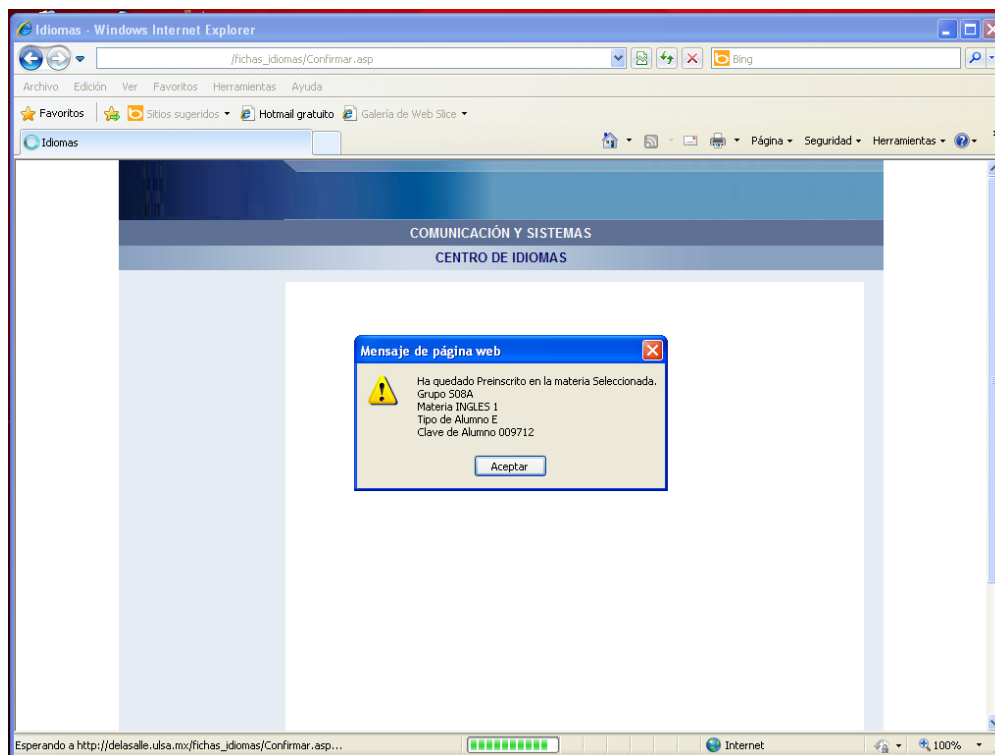 Idiomas - Windows Internet Explorer
/fichas_idiomas/Confirmar.asp
Bing
Archivo Edición Ver Favoritos Herramientas Ayuda
Favoritos Sitios sugeridos Hotmail gratuito Galería de Web Slice
Idiomas
Página Seguridad Herramientas
COMUNICACIÓN Y SISTEMAS
CENTRO DE IDIOMAS
Mensaje de página web
Ha quedado Preinscrito en la materia Seleccionada.
Grupo S08A
Materia INGLES 1
Tipo de Alumno E
Clave de Alumno 009712
Aceptar
Esperando a http://delasalle.ulsa.mx/fichas_idiomas/Confirmar.asp...
Internet
100%